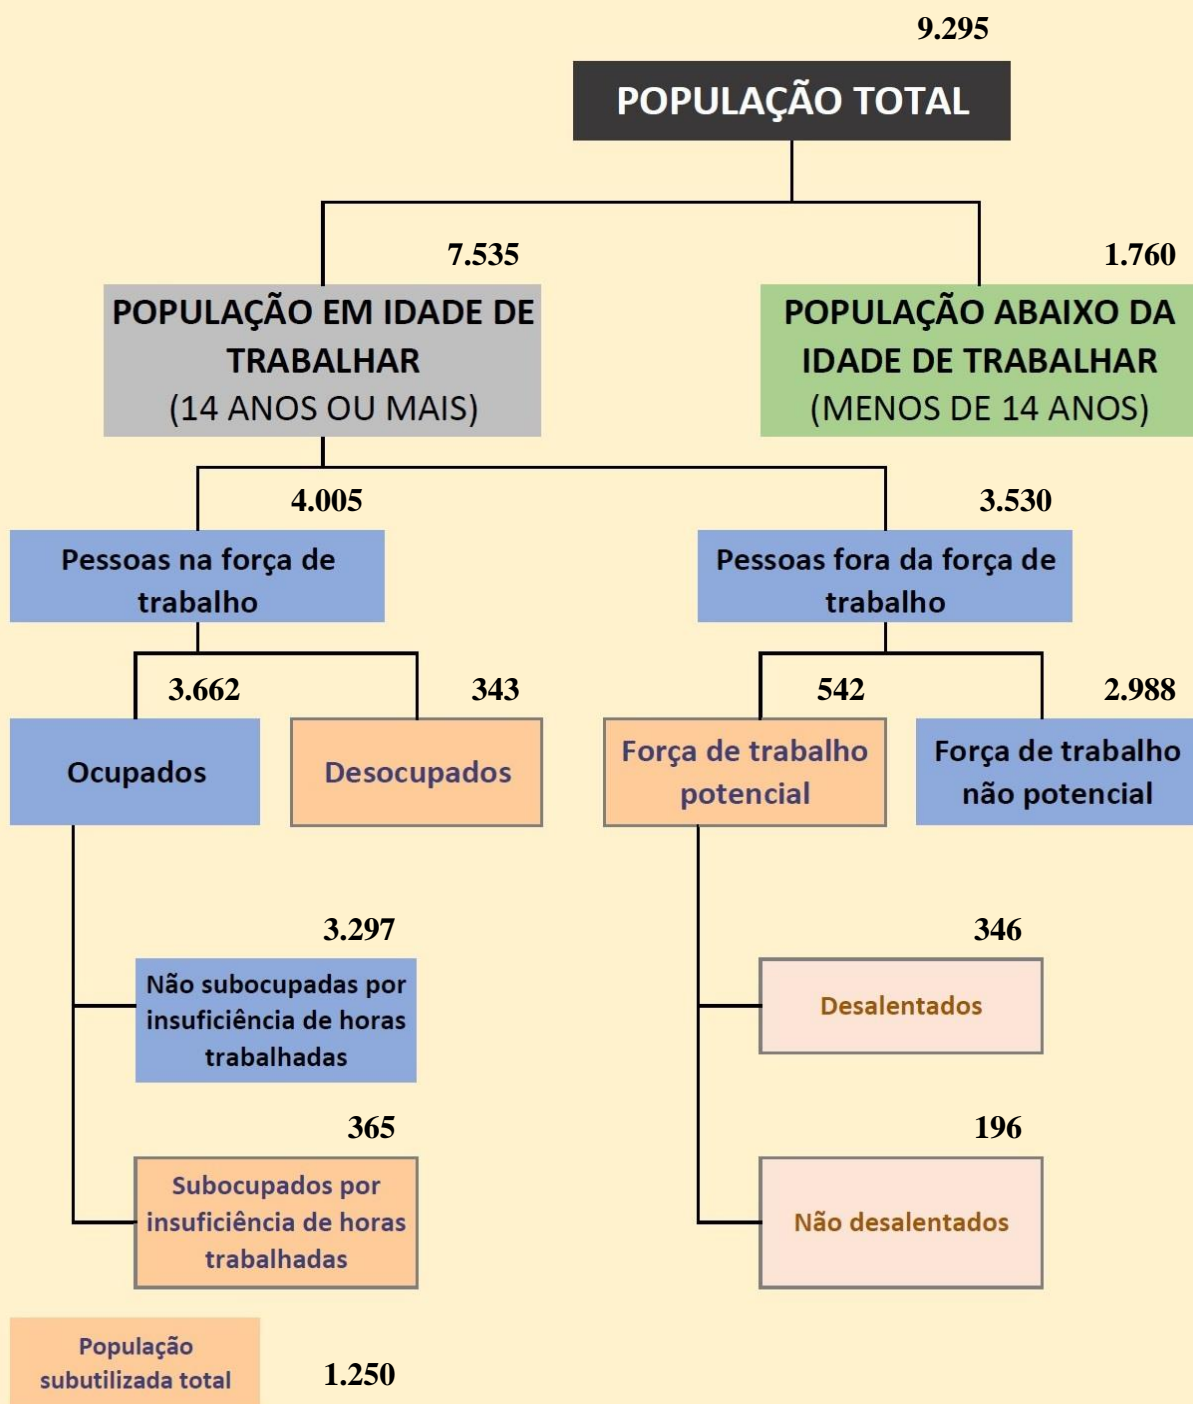 9.295
POPULAÇÃO TOTAL
7.535
POPULAÇÃO EM IDADE DE
TRABALHAR
(14 ANOS OU MAIS)
1.760
POPULAÇÃO ABAIXO DA
IDADE DE TRABALHAR
(MENOS DE 14 ANOS)
4.005
Pessoas na força de
trabalho
3.530
Pessoas fora da força de
trabalho
3.662
Ocupados
343
Desocupados
542
Força de trabalho
potencial
2.988
Força de trabalho
não potencial
3.297
Não subocupadas por
insuficiência de horas
trabalhadas
346
Desalentados
365
Subocupados por
insuficiência de horas
trabalhadas
196
Não desalentados
População
subutilizada total
1.250